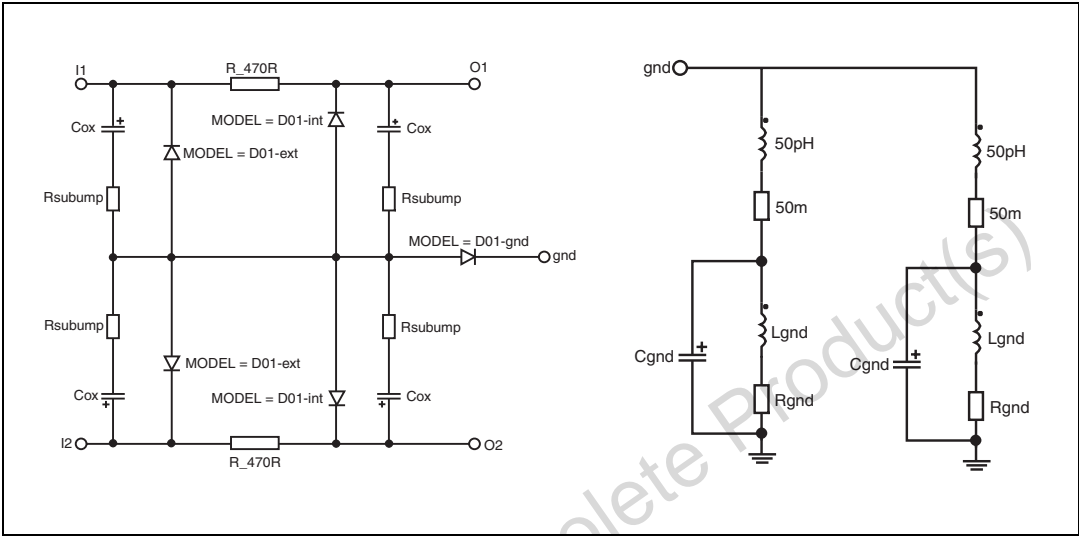 I1
R_470R
O1
Cox
MODEL = D01-int
Cox
MODEL = D01-ext
Rsubump
Rsubump
MODEL = D01-gnd
gnd
Rsubump
Rsubump
MODEL = D01-ext
Cox
MODEL = D01-int
Cox
I2
R_470R
O2
gnd
50pH
50pH
50m
50m
Lgnd
Lgnd
Cgnd
Cgnd
Rgnd
Rgnd
olete Product(s)